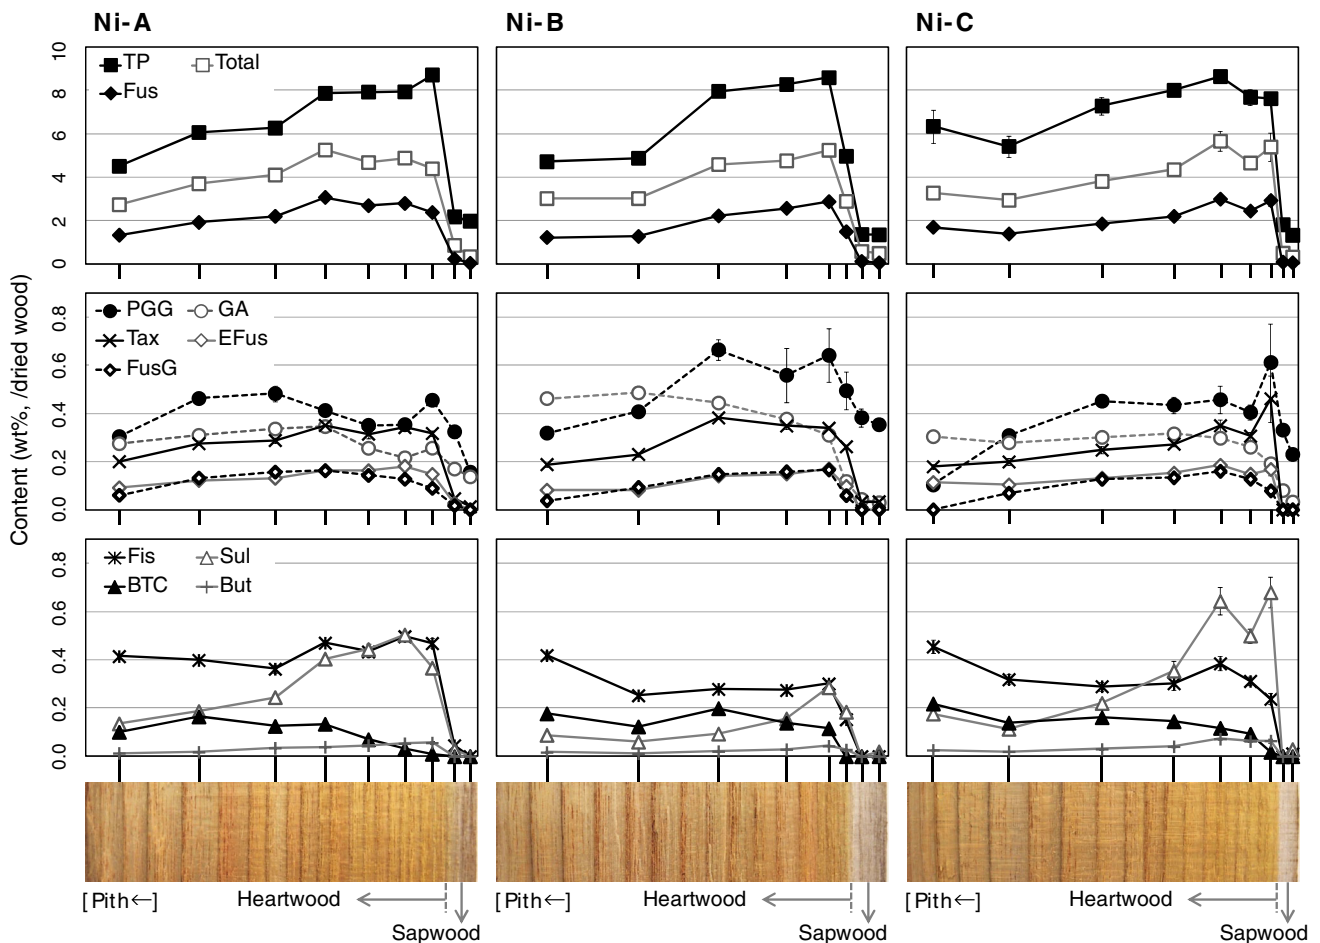 Ni-A Ni-B Ni-C
10
8
6
4
2
0
TP Total
Fus
Content (wt%, /dried wood)
0.8
0.6
0.4
0.2
0.0
PGG GA
Tax EFus
FusG
0.8
0.6
0.4
0.2
0.0
Fis Sul
BTC But
[Pith←] Heartwood [Pith←] Heartwood [Pith←] Heartwood
Sapwood Sapwood Sapwood